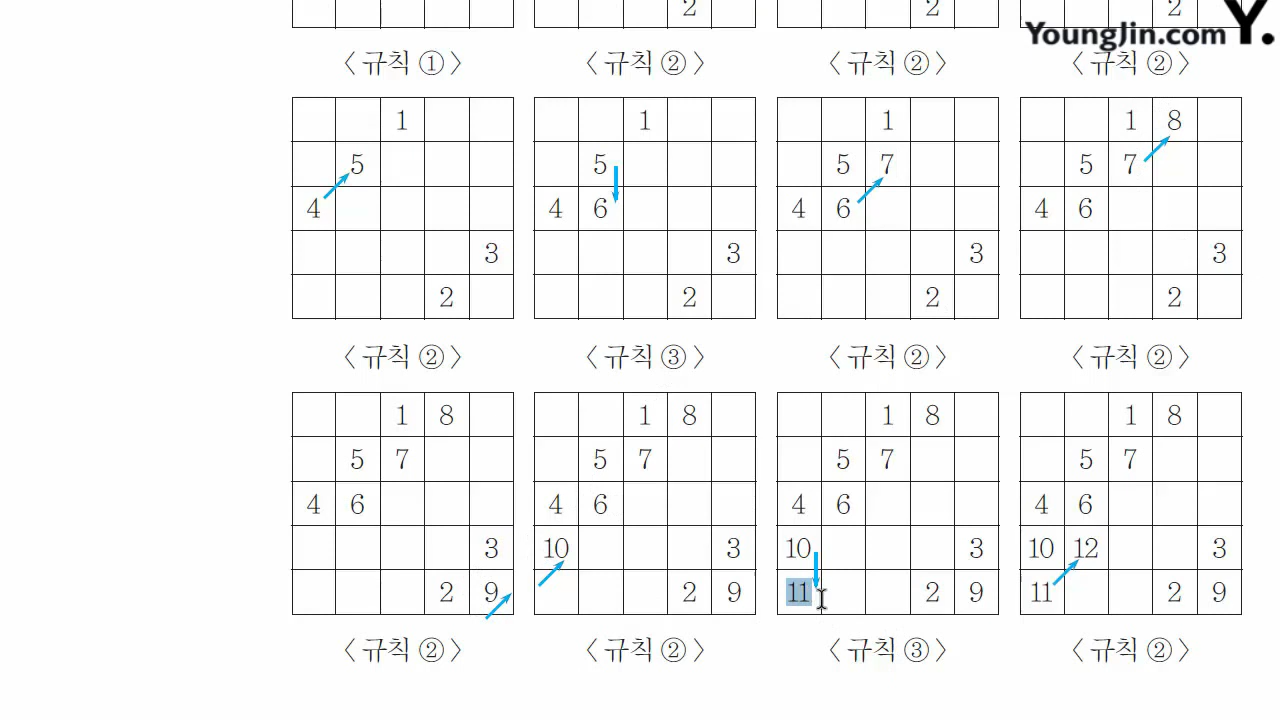 2 2 2
YoungJin.com Y.
〈 규칙 ① 〉 〈 규칙 ② 〉 〈 규칙 ② 〉 〈 규칙 ② 〉
1 1 1 1 8
5 5 5 7 5 7
4 4 6 4 6 4 6
3 3 3 3
2 2 2 2
〈 규칙 ② 〉 〈 규칙 ③ 〉 〈 규칙 ② 〉 〈 규칙 ② 〉
1 8 1 8 1 8 1 8
5 7 5 7 5 7 5 7
4 6 4 6 4 6 4 6
3 10 3 10 3 10 12 3
2 9 2 9 11 2 9 11 2 9
〈 규칙 ② 〉 〈 규칙 ② 〉 〈 규칙 ③ 〉 〈 규칙 ② 〉